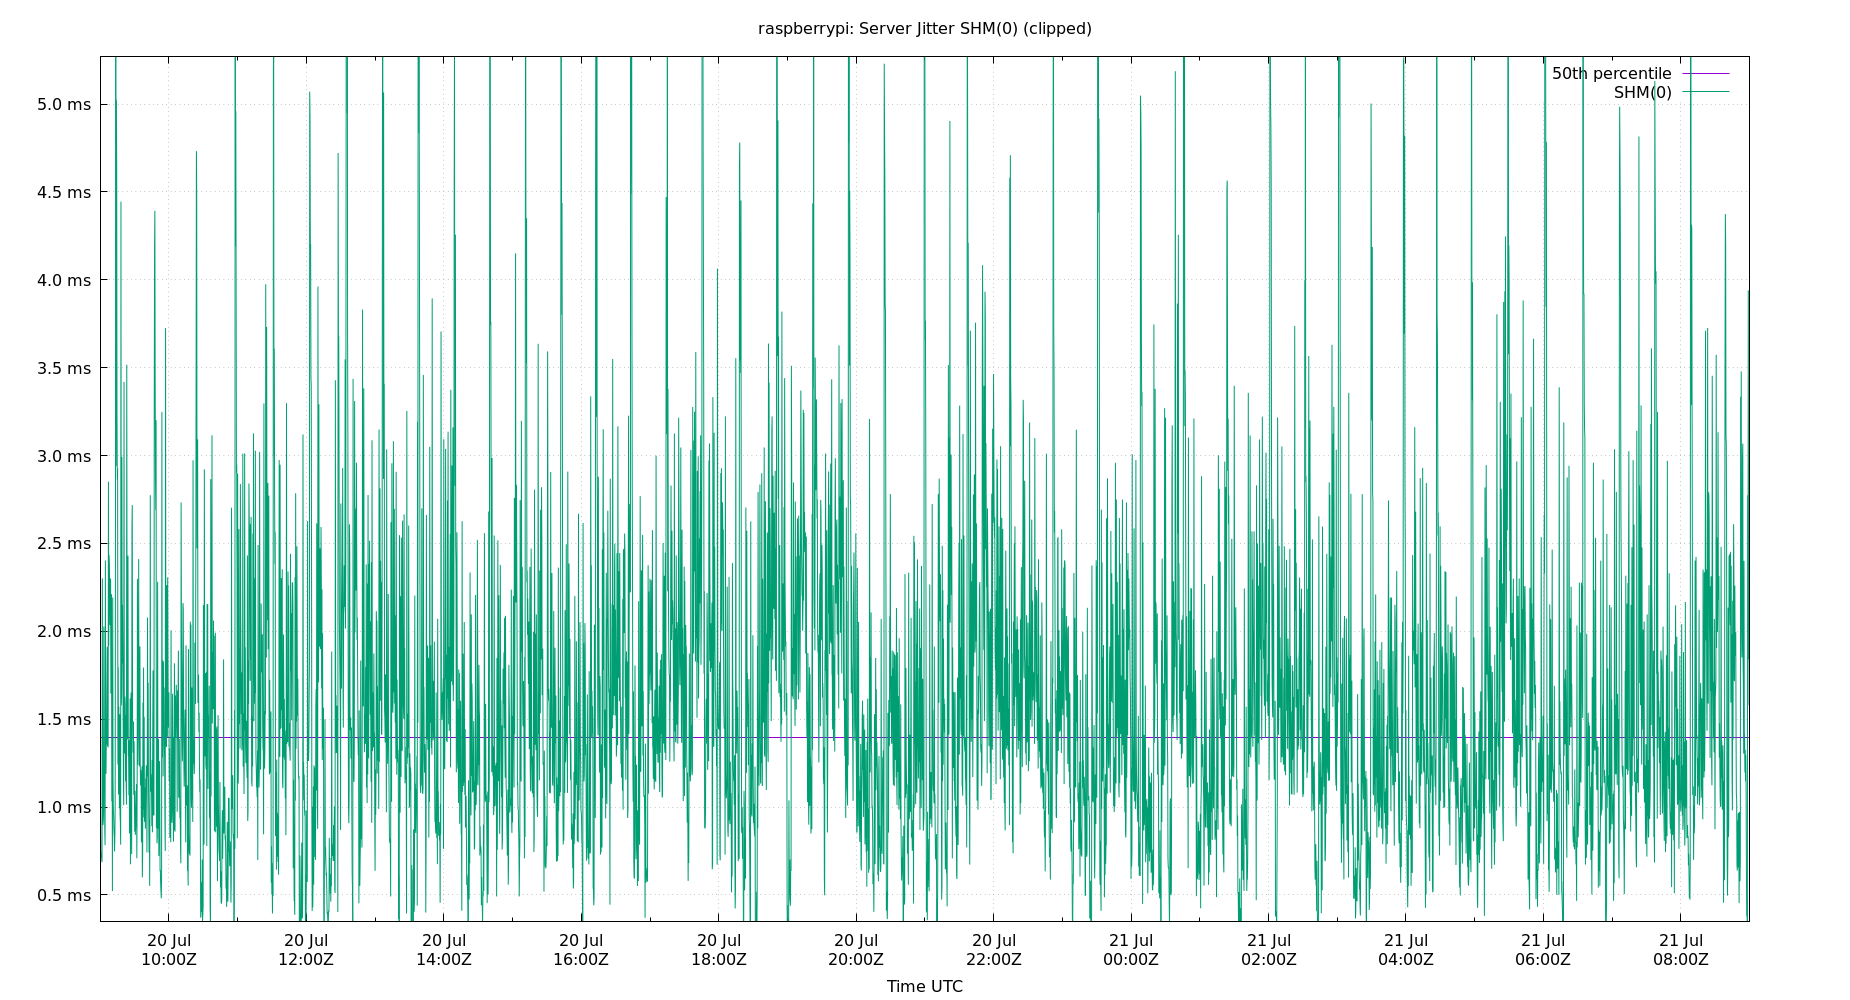 raspberrypi: Server Jitter SHM(0) (clipped)
50th percentile
SHM(0)
5.0 ms
4.5 ms
4.0 ms
3.5 ms
3.0 ms
2.5 ms
2.0 ms
1.5 ms
1.0 ms
0.5 ms
20 Jul 20 Jul 20 Jul 20 Jul 20 Jul 20 Jul 20 Jul 21 Jul 21 Jul 21 Jul 21 Jul 21 Jul
10:00Z 12:00Z 14:00Z 16:00Z 18:00Z 20:00Z 22:00Z 00:00Z 02:00Z 04:00Z 06:00Z 08:00Z
Time UTC